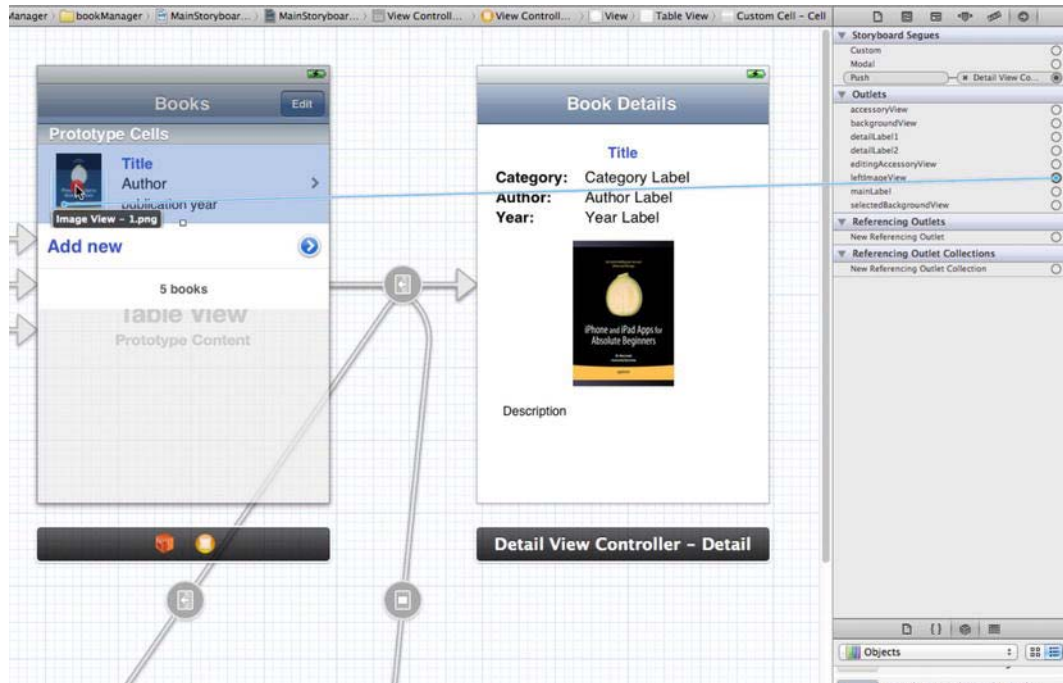 Manager bookManager MainStoryboar... MainStoryboar... View Controll... View Controll... View Table View Custom Cell – Cell
Books
Edit
Prototype Cells
Title
Author
publication year
Image View – 1.png
Add new
5 books
Table View
Prototype Content
Book Details
Title
Category: Category Label
Author: Author Label
Year: Year Label
iPhone and iPad Apps for
Absolute Beginners
Description
Detail View Controller – Detail
Storyboard Segues
Custom
Modal
Push Detail View Co...
Outlets
accessoryView
backgroundView
detailLabel1
detailLabel2
editingAccessoryView
leftImageView
mainLabel
selectedBackgroundView
Referencing Outlets
New Referencing Outlet
Referencing Outlet Collections
New Referencing Outlet Collection
{}
Objects